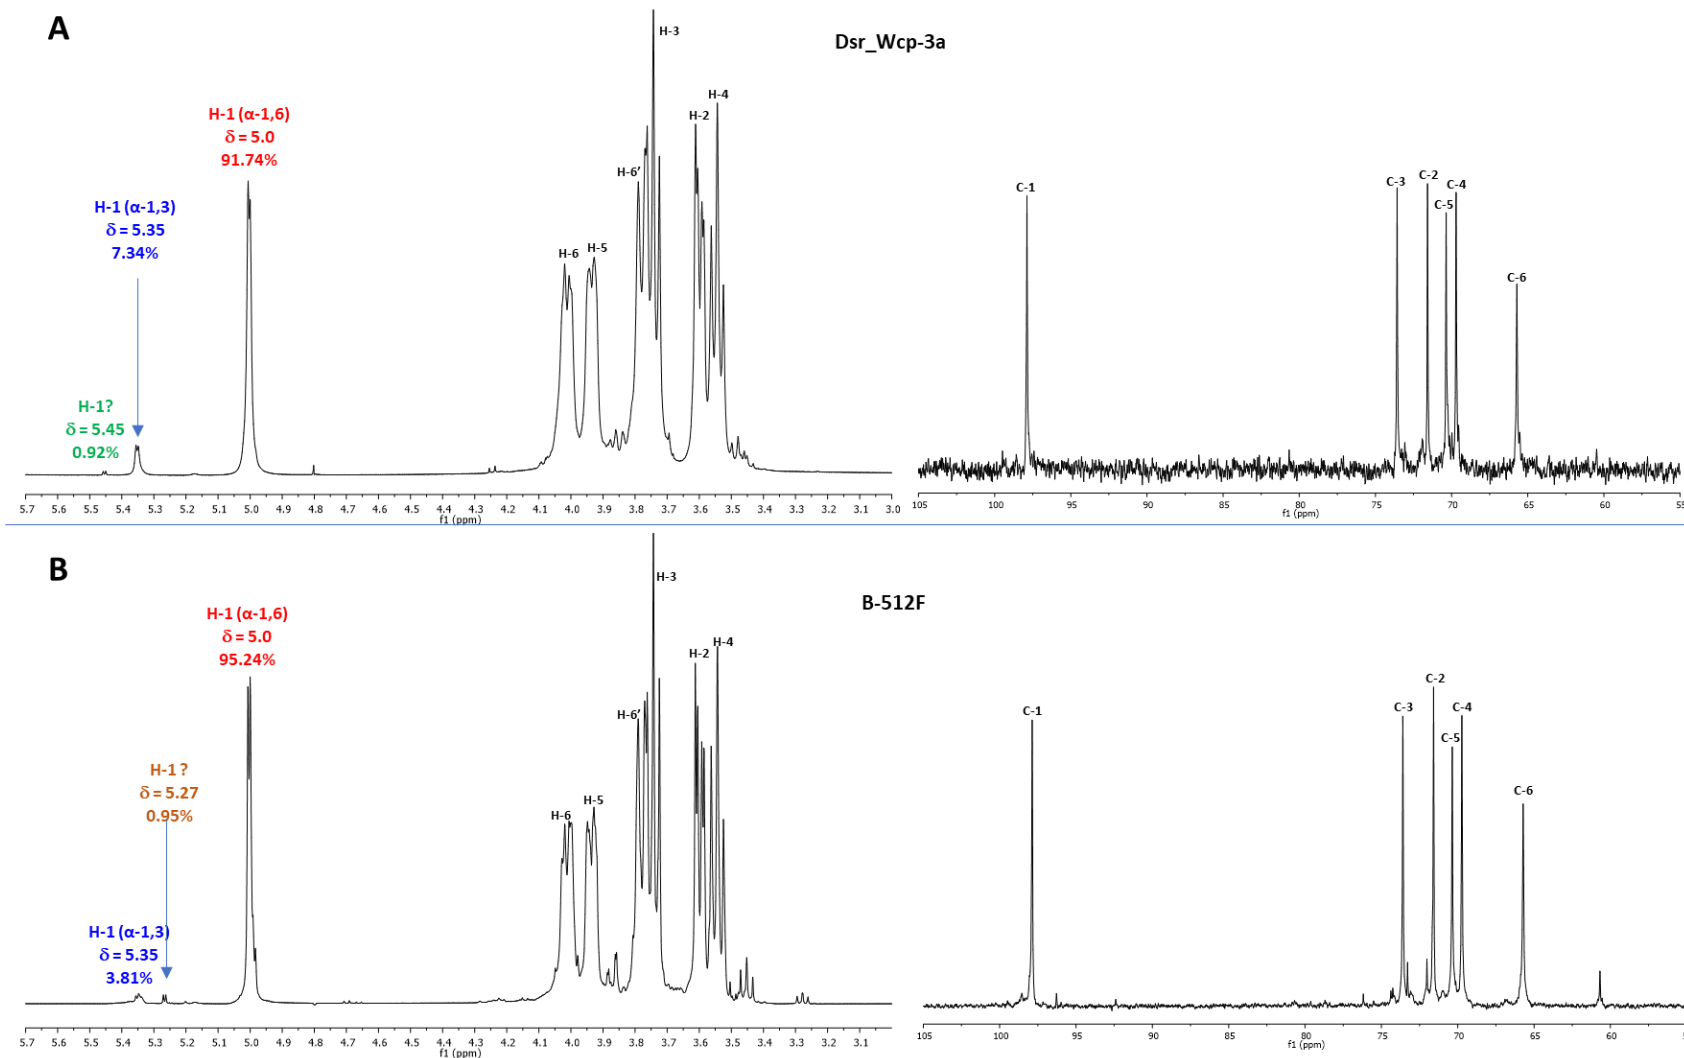 A
Dsr_Wcp-3a
H-3
H-4
H-2
H-1 (α-1,6)
δ = 5.0
91.74%
H-6’
H-1 (α-1,3)
δ = 5.35
7.34%
H-6
H-5
H-1?
δ = 5.45
0.92%
5.7 5.6 5.5 5.4 5.3 5.2 5.1 5.0 4.9 4.8 4.7 4.6 4.5 4.4 4.3 4.2 4.1 4.0 3.9 3.8 3.7 3.6 3.5 3.4 3.3 3.2 3.1 3.0
f1 (ppm)
C-1
C-3
C-2
C-4
C-5
C-6
105 100 95 90 85 80 75 70 65 60 55
f1 (ppm)
B
B-512F
H-3
H-4
H-2
H-1 (α-1,6)
δ = 5.0
95.24%
H-6’
H-1 ?
δ = 5.27
0.95%
H-6
H-5
H-1 (α-1,3)
δ = 5.35
3.81%
5.7 5.6 5.5 5.4 5.3 5.2 5.1 5.0 4.9 4.8 4.7 4.6 4.5 4.4 4.3 4.2 4.1 4.0 3.9 3.8 3.7 3.6 3.5 3.4 3.3 3.2 3.1
f1 (ppm)
C-1
C-2
C-3
C-4
C-5
C-6
105 100 95 90 85 80 75 70 65 60
f1 (ppm)